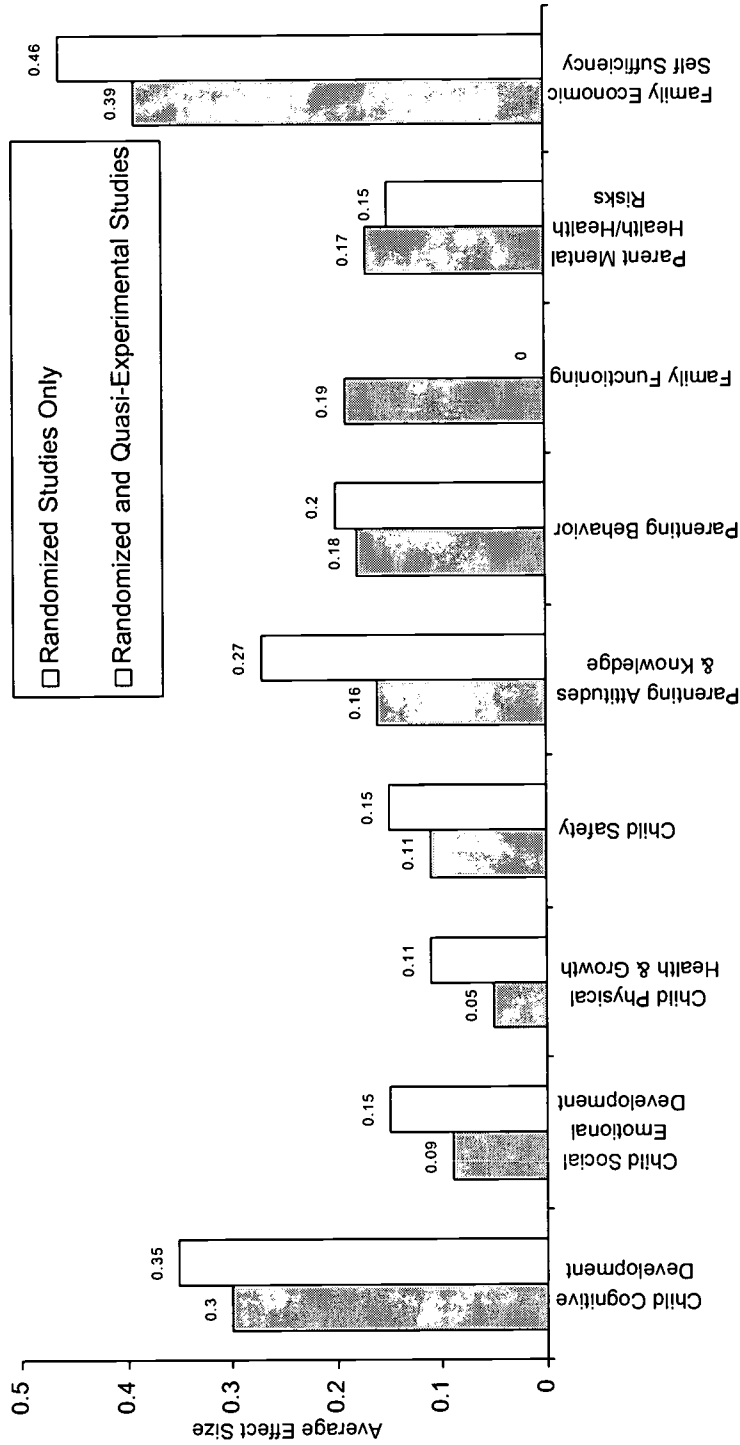 Randomized Studies Only
Randomized and Quasi-Experimental Studies
Average Effect Size
0.5
0.4
0.3
0.2
0.1
0
0.3
0.35
0.09
0.15
0.05
0.11
0.11
0.15
0.16
0.27
0.18
0.2
0.19
0
0.17
0.15
0.39
0.46
Child Cognitive
Development
Child Social
Emotional
Development
Child Physical
Health & Growth
Child Safety
Parenting Attitudes
& Knowledge
Parenting Behavior
Family Functioning
Parent Mental
Health/Health
Risks
Family Economic
Self Sufficiency